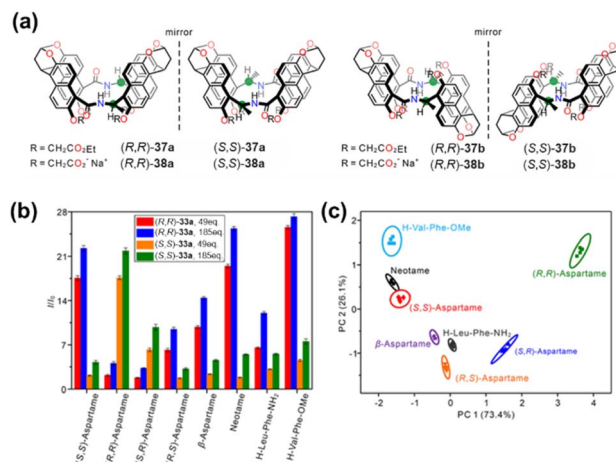 (a)
mirror
mirror
R = CH₂CO₂Et (R,R)-37a (S,S)-37a
R = CH₂CO₂⁻Na⁺ (R,R)-38a (S,S)-38a
R = CH₂CO₂Et (R,R)-37b (S,S)-37b
R = CH₂CO₂⁻Na⁺ (R,R)-38b (S,S)-38b
(b)
I/I₀
28
21
14
7
0
(R,R)-33a, 49eq.
(R,R)-33a, 185eq.
(S,S)-33a, 49eq.
(S,S)-33a, 185eq.
(S,S)-Aspartame
(R,R)-Aspartame
(S,R)-Aspartame
(R,S)-Aspartame
β-Aspartame
Neotame
H-Leu-Phe-NH₂
H-Val-Phe-OMe
(c)
PC 2 (26.1%)
2
1
0
-1
H-Val-Phe-OMe
(R,R)-Aspartame
Neotame
(S,S)-Aspartame
H-Leu-Phe-NH₂
β-Aspartame
(S,R)-Aspartame
(R,S)-Aspartame
-2 -1 0 1 2 3 4
PC 1 (73.4%)